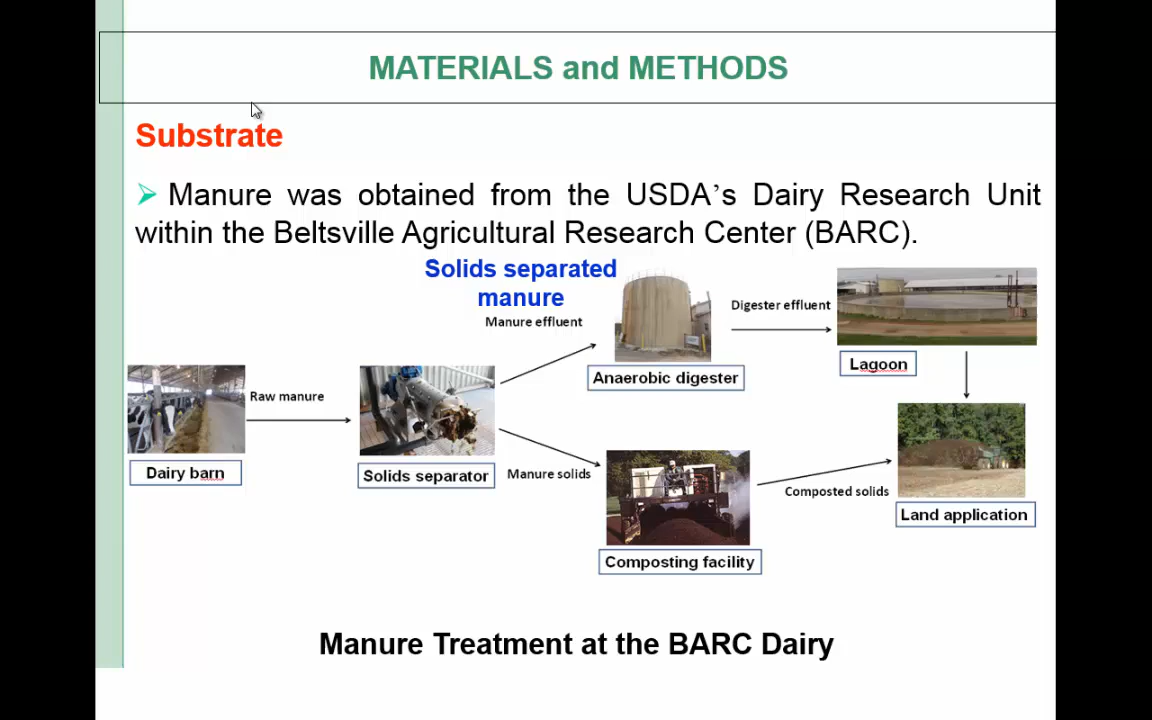 MATERIALS and METHODS
Substrate
Manure was obtained from the USDA’s Dairy Research Unit
within the Beltsville Agricultural Research Center (BARC).
Solids separated
manure
Manure effluent
Digester effluent
Anaerobic digester
Lagoon
Raw manure
Dairy barn
Solids separator
Manure solids
Composted solids
Land application
Composting facility
Manure Treatment at the BARC Dairy